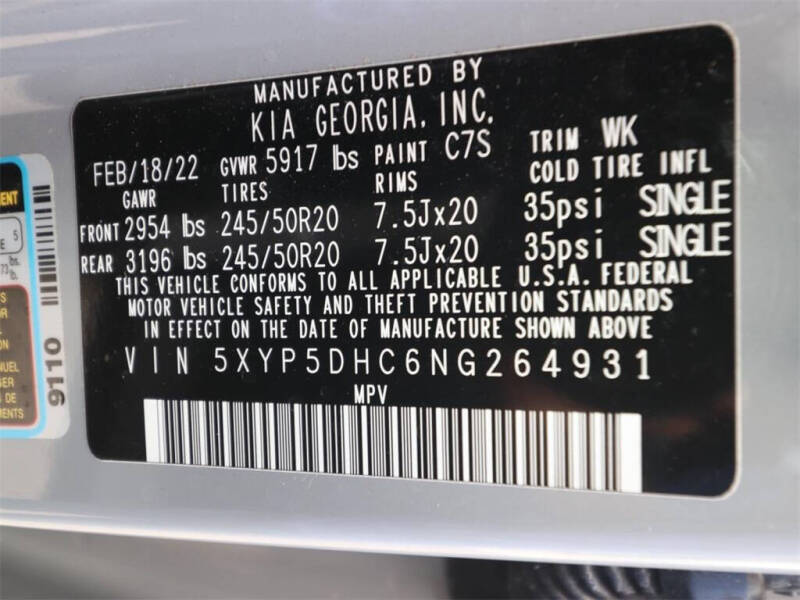 MANUFACTURED BY
KIA GEORGIA, INC.
FEB/18/22 GVWR 5917 lbs PAINT C7S TRIM WK
GAWR TIRES RIMS COLD TIRE INFL
FRONT 2954 lbs 245/50R20 7.5Jx20 35psi SINGLE
REAR 3196 lbs 245/50R20 7.5Jx20 35psi SINGLE
THIS VEHICLE CONFORMS TO ALL APPLICABLE U.S.A. FEDERAL
MOTOR VEHICLE SAFETY AND THEFT PREVENTION STANDARDS
IN EFFECT ON THE DATE OF MANUFACTURE SHOWN ABOVE
VIN 5XYP5DHC6NG264931
MPV
5
9110